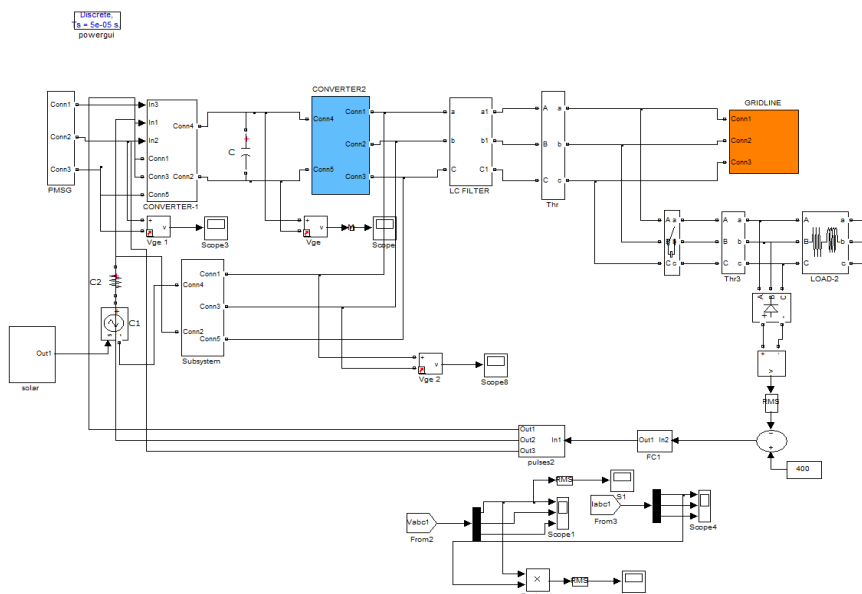 Discrete,
Ts = 5e-05 s.
powergui
PMSG
Conn1
Conn2
Conn3
CONVERTER-1
In3
In1
In2
Conn1
Conn3
Conn5
Conn4
Conn2
C
CONVERTER2
Conn4
Conn5
Conn1
Conn2
Conn3
LC FILTER
a
b
C
a1
b1
C1
Thr
A
B
C
a
b
c
GRIDLINE
Conn1
Conn2
Conn3
Vge 1
+
-
v
Scope3
Vge
+
-
v
Scope
A
B
C
a
b
c
Thr3
A
B
C
a
b
c
LOAD-2
A
B
C
a
b
c
C2
C1
s
-
Subsystem
Conn4
Conn2
Conn1
Conn3
Conn5
solar
Out1
Vge 2
+
-
v
Scope8
A
B
C
+
-
+
-
v
RMS
-
+
400
FC1
Out1
In2
pulses2
Out1
Out2
Out3
In1
Vabc1
From2
RMS
S1
Scope1
Iabc1
From3
Scope4
×
RMS